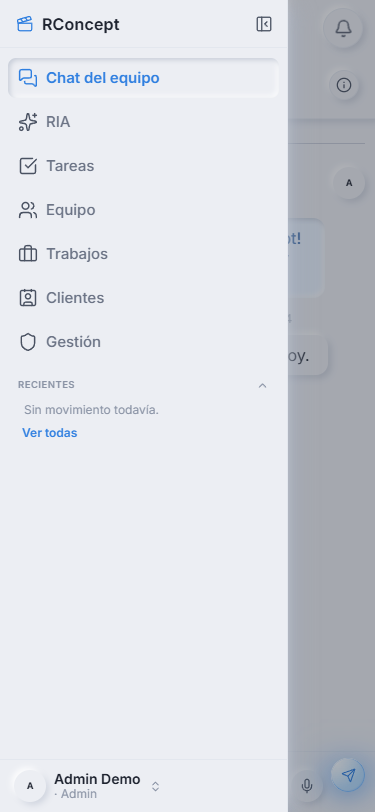 RConcept
Chat del equipo
RIA
Tareas
Equipo
Trabajos
Clientes
Gestión
RECIENTES
Sin movimiento todavía.
Ver todas
A
Admin Demo
· Admin
A
oy.